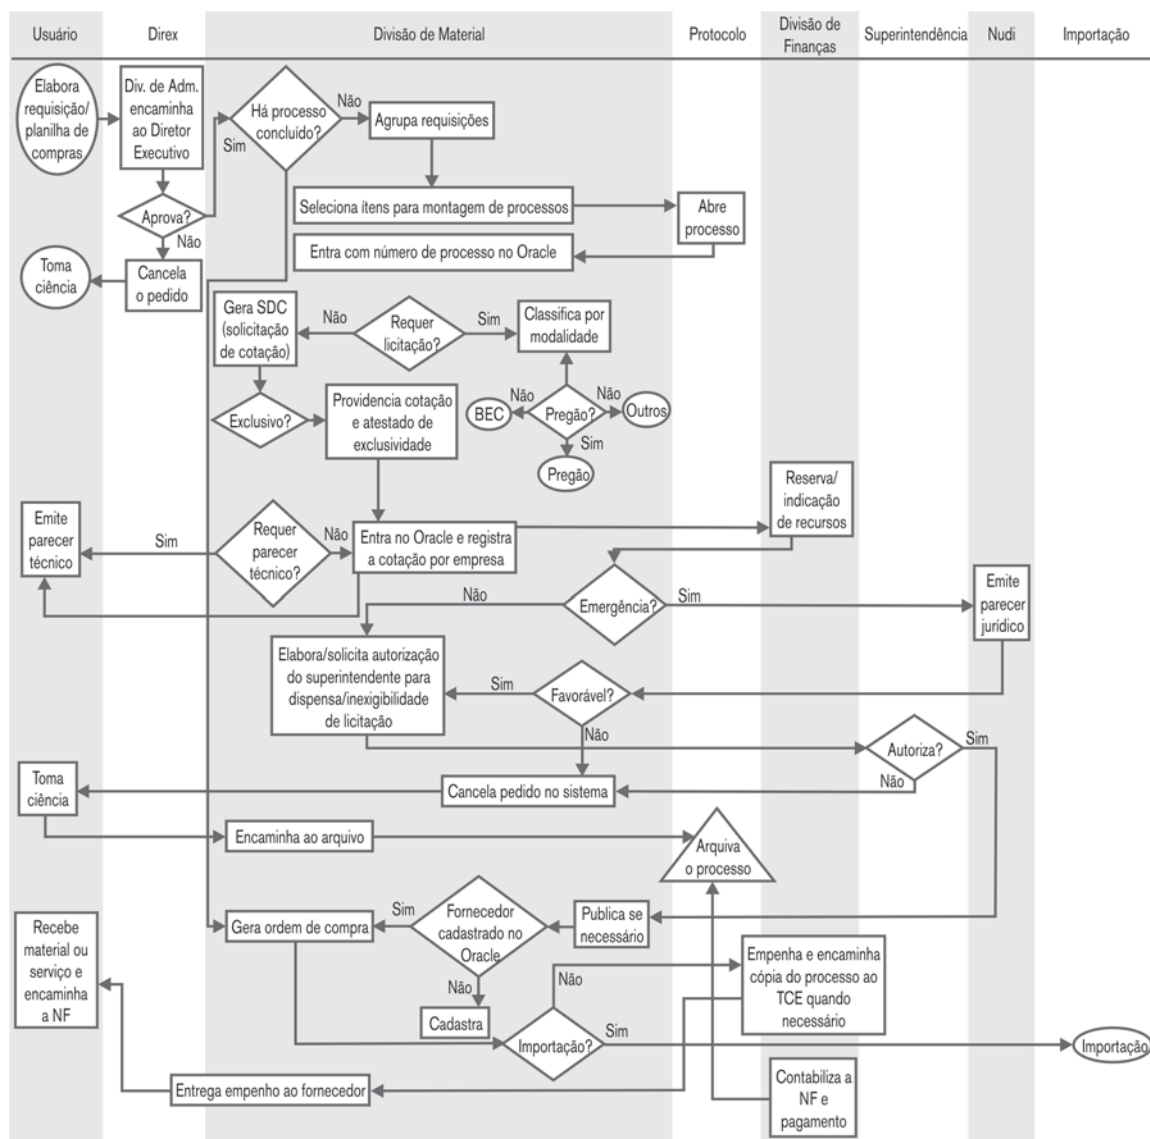 Usuário
Direx
Divisão de Material
Protocolo
Divisão de
Finanças
Superintendência
Nudi
Importação
Elabora
requisição/
planilha de
compras
Div. de Adm.
encaminha
ao Diretor
Executivo
Há processo
concluído?
Não
Sim
Agrupa requisições
Aprova?
Não
Seleciona ítens para montagem de processos
Abre
processo
Entra com número de processo no Oracle
Toma
ciência
Cancela
o pedido
Gera SDC
(solicitação
de cotação)
Não
Requer
licitação?
Sim
Classifica por
modalidade
Exclusivo?
Providencia cotação
e atestado de
exclusividade
BEC
Não
Pregão?
Não
Outros
Sim
Pregão
Reserva/
indicação
de recursos
Emite
parecer
técnico
Sim
Requer
parecer
técnico?
Não
Entra no Oracle e registra
a cotação por empresa
Não
Emergência?
Sim
Emite
parecer
jurídico
Elabora/solicita autorização
do superintendente para
dispensa/inexigibilidade
de licitação
Sim
Favorável?
Não
Autoriza?
Sim
Não
Toma
ciência
Cancela pedido no sistema
Encaminha ao arquivo
Arquiva
o processo
Recebe
material ou
serviço e
encaminha
a NF
Gera ordem de compra
Sim
Fornecedor
cadastrado no
Oracle
Não
Publica se
necessário
Cadastra
Não
Importação?
Sim
Empenha e encaminha
cópia do processo ao
TCE quando
necessário
Importação
Entrega empenho ao fornecedor
Contabiliza a
NF e
pagamento